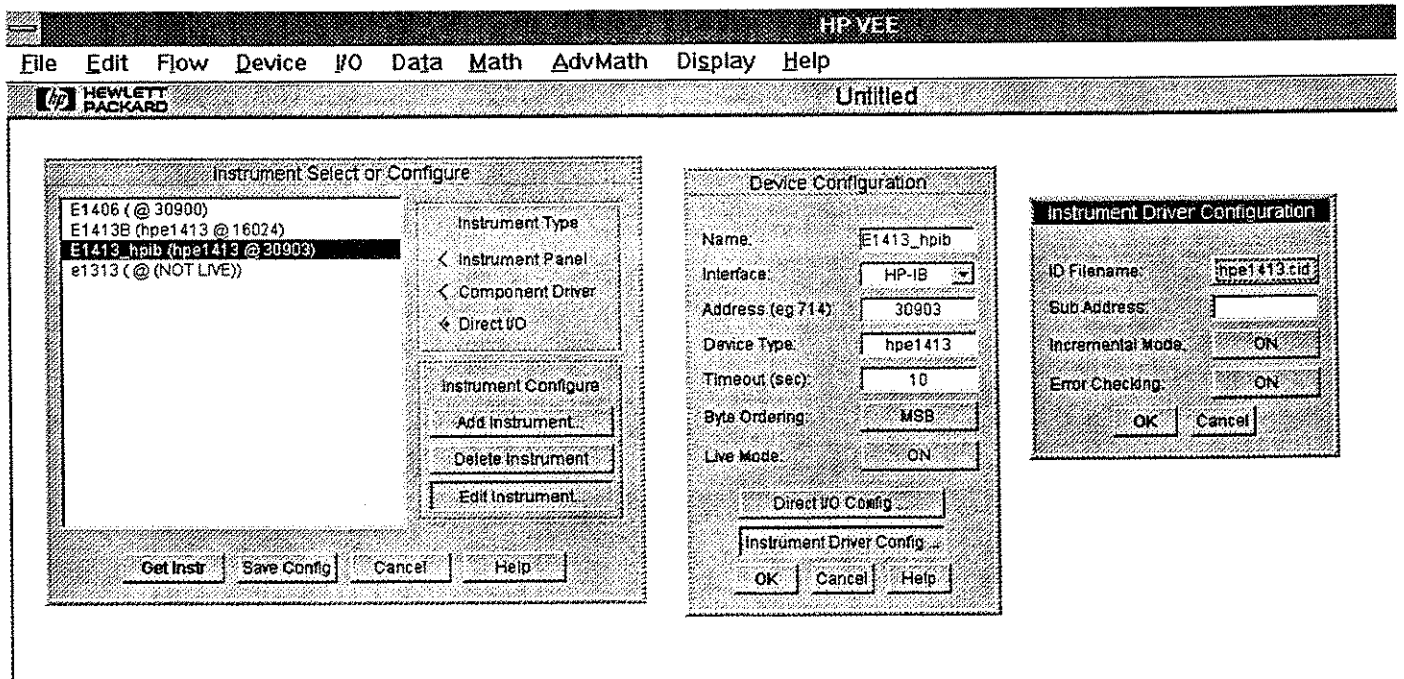 HP VEE
File Edit Flow Device I/O Data Math AdvMath Display Help
hp HEWLETT
PACKARD
Untitled
Instrument Select or Configure
E1406 ( @ 30900)
E1413B (hpe1413 @ 16024)
E1413_hpib (hpe1413 @ 30903)
e1313 ( @ (NOT LIVE))
Instrument Type
Instrument Panel
Component Driver
Direct I/O
Instrument Configure
Add Instrument...
Delete Instrument
Edit Instrument...
Get Instr Save Config Cancel Help
Device Configuration
Name: E1413_hpib
Interface: HP-IB
Address (eg 714): 30903
Device Type: hpe1413
Timeout (sec): 10
Byte Ordering: MSB
Live Mode: ON
Direct I/O Config ...
Instrument Driver Config ...
OK Cancel Help
Instrument Driver Configuration
ID Filename: hpe1413.cid
Sub Address:
Incremental Mode: ON
Error Checking: ON
OK Cancel